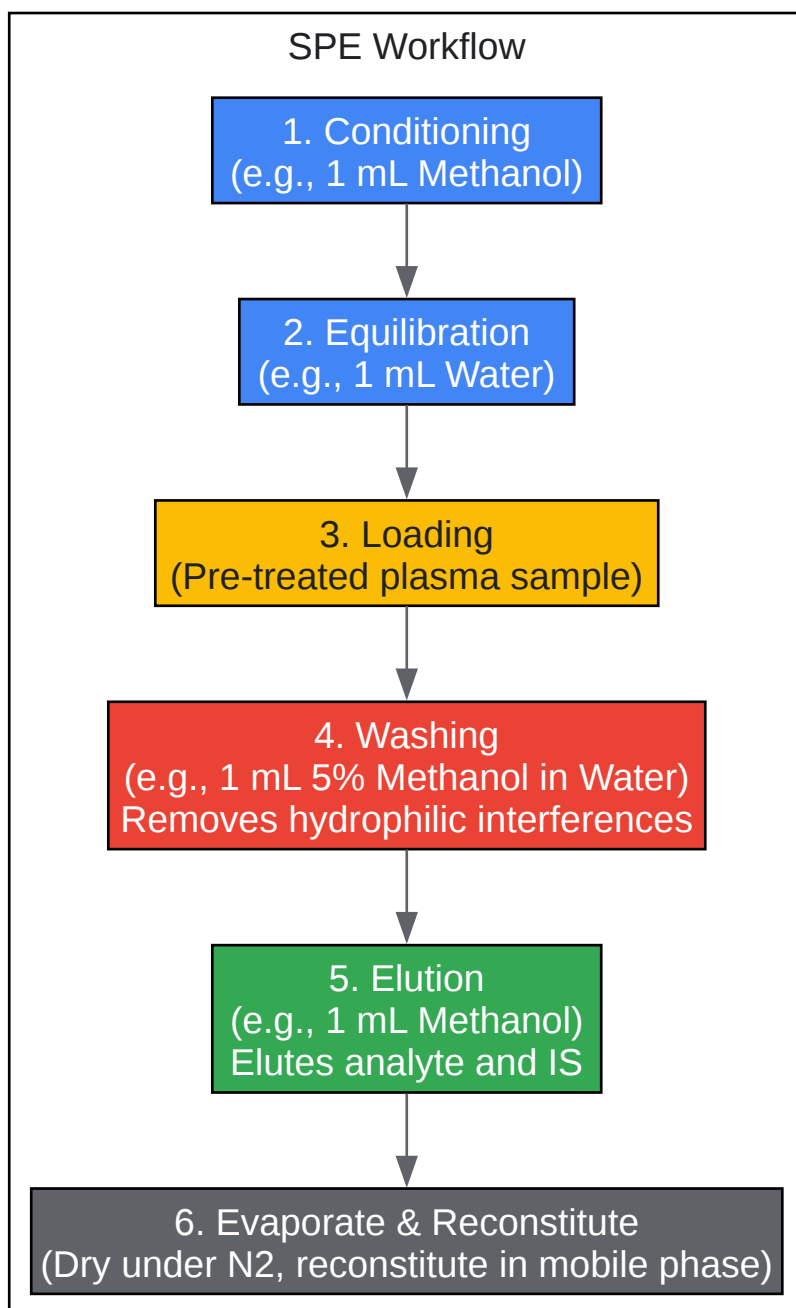 SPE Workflow
1. Conditioning
(e.g., 1 mL Methanol)
2. Equilibration
(e.g., 1 mL Water)
3. Loading
(Pre-treated plasma sample)
4. Washing
(e.g., 1 mL 5% Methanol in Water)
Removes hydrophilic interferences
5. Elution
(e.g., 1 mL Methanol)
Elutes analyte and IS
6. Evaporate & Reconstitute
(Dry under N2, reconstitute in mobile phase)